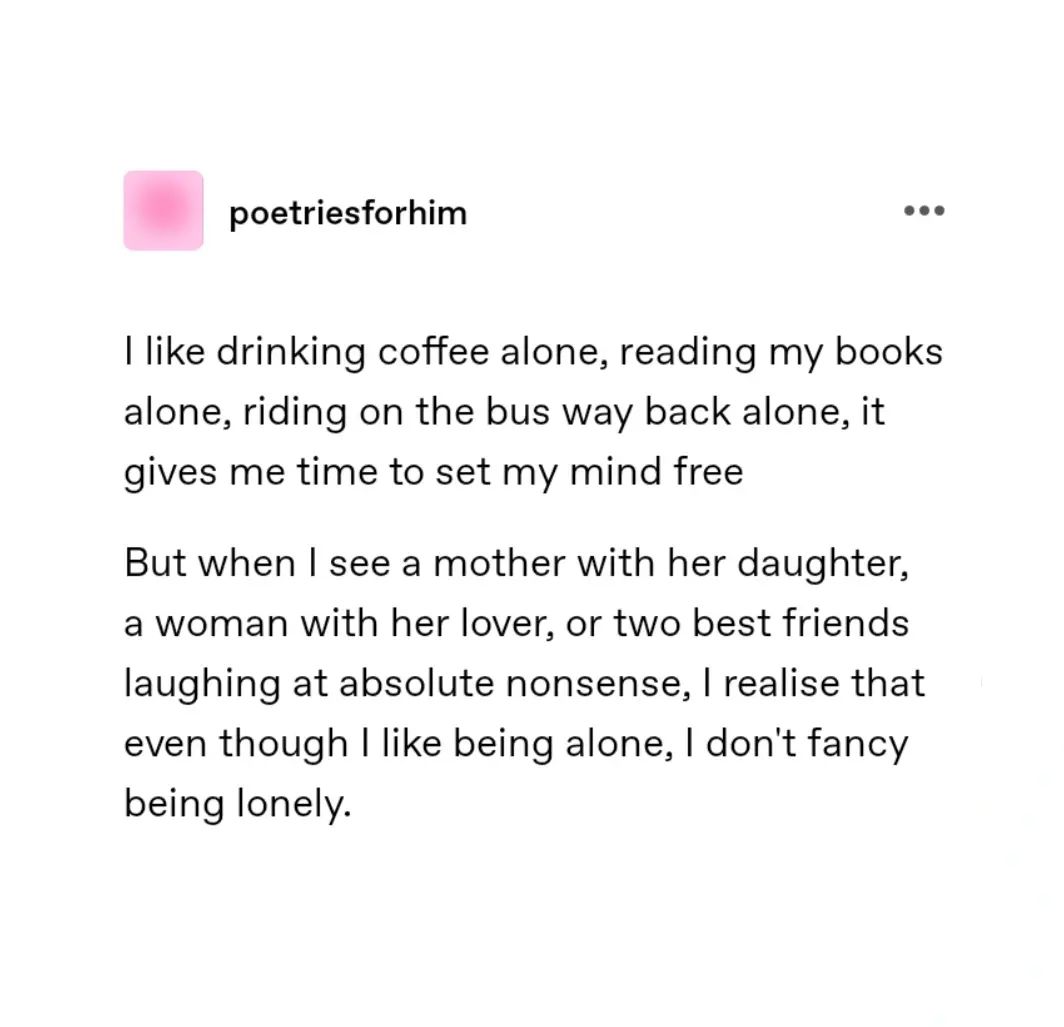 poetriesforhim
I like drinking coffee alone, reading my books
alone, riding on the bus way back alone, it
gives me time to set my mind free
But when I see a mother with her daughter,
a woman with her lover, or two best friends
laughing at absolute nonsense, I realise that
even though I like being alone, I don't fancy
being lonely.